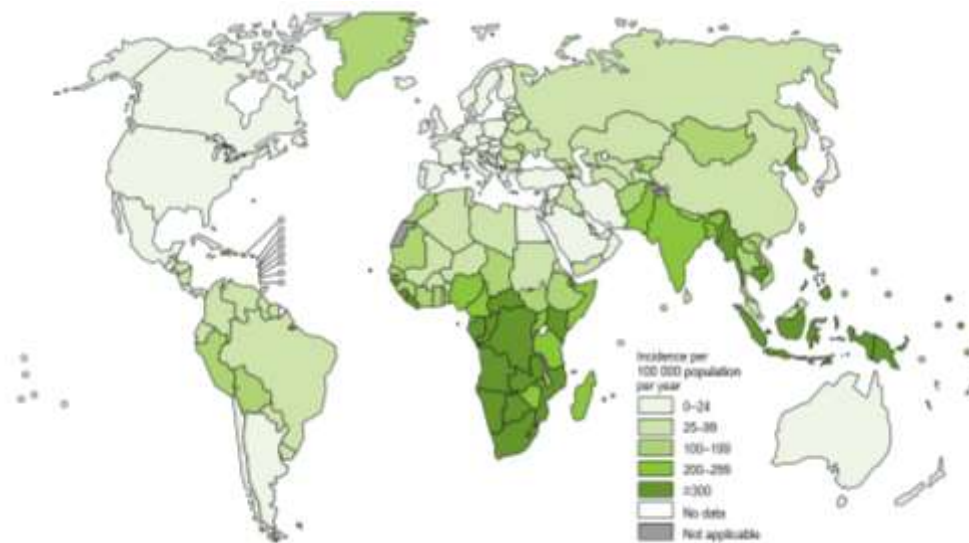 Incidence per
100 000 population
per year
0–24
25–99
100–199
200–299
≥300
No data
Not applicable